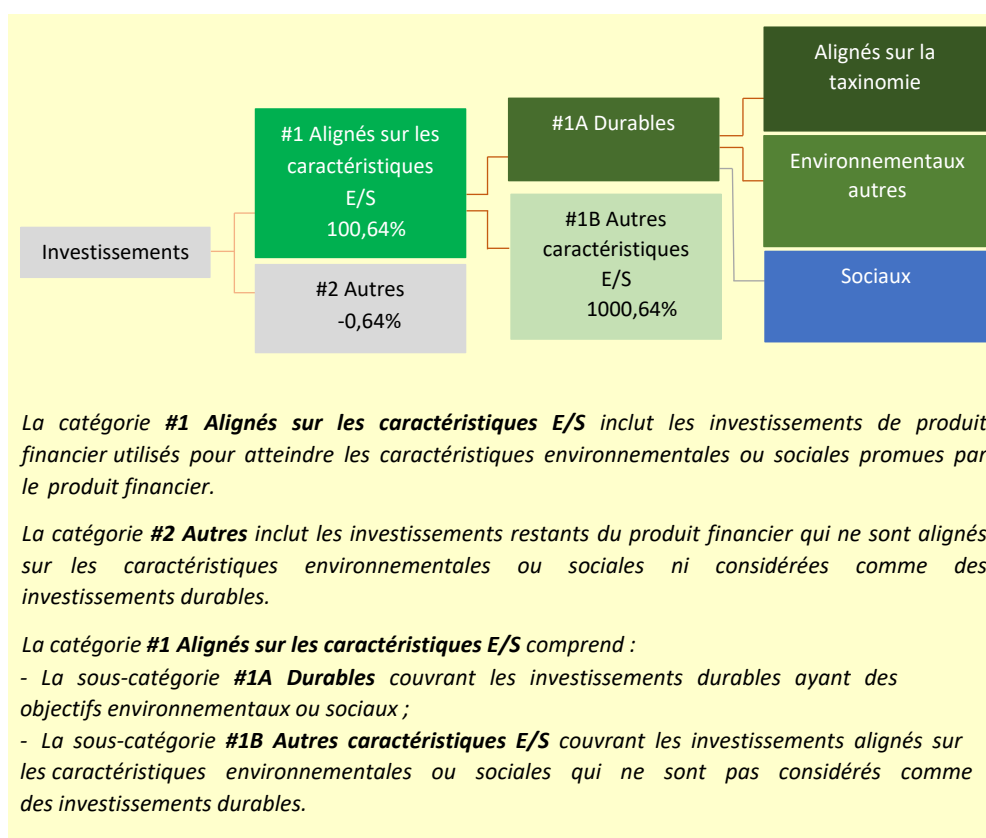 Investissements
#1 Alignés sur les
caractéristiques
E/S
100,64%
#2 Autres
-0,64%
#1A Durables
#1B Autres
caractéristiques
E/S
1000,64%
Alignés sur la
taxinomie
Environnementaux
autres
Sociaux
La catégorie #1 Alignés sur les caractéristiques E/S inclut les investissements de produit
financier utilisés pour atteindre les caractéristiques environnementales ou sociales promues par
le produit financier.
La catégorie #2 Autres inclut les investissements restants du produit financier qui ne sont alignés
sur les caractéristiques environnementales ou sociales ni considérées comme des
investissements durables.
La catégorie #1 Alignés sur les caractéristiques E/S comprend :
- La sous-catégorie #1A Durables couvrant les investissements durables ayant des
objectifs environnementaux ou sociaux ;
- La sous-catégorie #1B Autres caractéristiques E/S couvrant les investissements alignés sur
les caractéristiques environnementales ou sociales qui ne sont pas considérés comme
des investissements durables.